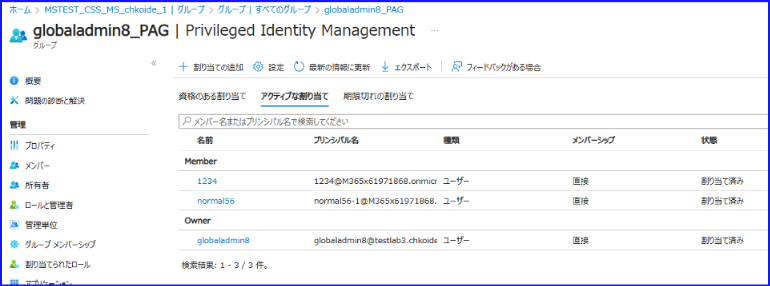 ホーム > MSTEST_CSS_MS_chkoide_1 | グループ > グループ | すべてのグループ > globaladmin8_PAG
globaladmin8_PAG | Privileged Identity Management ...
グループ
«
+ 割り当ての追加 設定 最新の情報に更新 エクスポート フィードバックがある場合
概要
問題の診断と解決
管理
プロパティ
メンバー
所有者
ロールと管理者
管理単位
グループ メンバーシップ
割り当てられたロール
アプリケーション
資格のある割り当て アクティブな割り当て 期限切れの割り当て
メンバー名またはプリンシパル名で検索してください
名前 プリンシパル名 種類 メンバーシップ 状態
Member
1234 1234@M365x61971868.onmicr ユーザー 直接 割り当て済み
normal56 normal56-1@M365x61971868. ユーザー 直接 割り当て済み
Owner
globaladmin8 globaladmin8@testlab3.chkoide ユーザー 直接 割り当て済み
検索結果: 1 - 3 / 3 件。